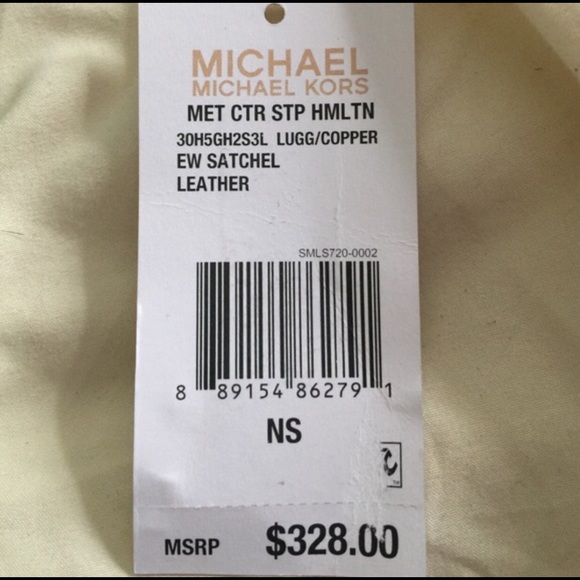 MICHAEL
MICHAEL KORS
MET CTR STP HMLTN
30H5GH2S3L LUGG/COPPER
EW SATCHEL
LEATHER
SMLS720-0002
8 89154 86279 1
NS
MSRP $328.00